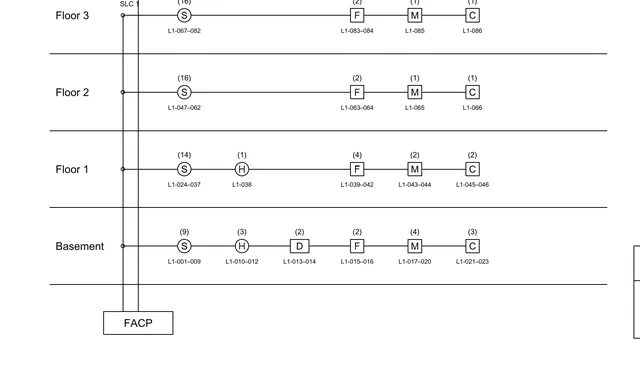 SLC 1
(16) (2) (1) (1)
Floor 3 S F M C
L1-067–082 L1-083–084 L1-085 L1-086
(16) (2) (1) (1)
Floor 2 S F M C
L1-047–062 L1-063–064 L1-065 L1-066
(14) (1) (4) (2) (2)
Floor 1 S H F M C
L1-024–037 L1-038 L1-039–042 L1-043–044 L1-045–046
(9) (3) (2) (2) (4) (3)
Basement S H D F M C
L1-001–009 L1-010–012 L1-013–014 L1-015–016 L1-017–020 L1-021–023
FACP